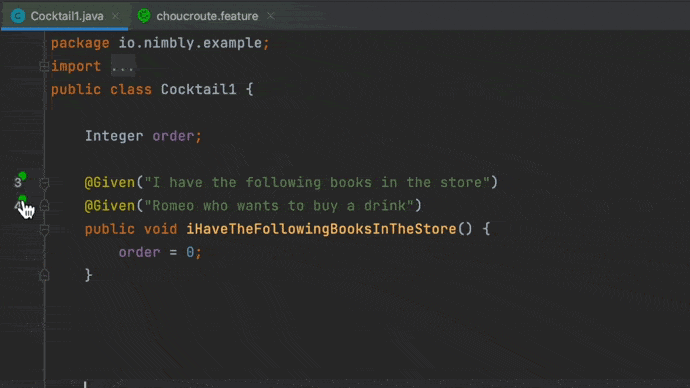 Cocktail1.java choucroute.feature
package io.nimbly.example;
import ...
public class Cocktail1 {
Integer order;
3 @Given("I have the following books in the store")
4 @Given("Romeo who wants to buy a drink")
public void iHaveTheFollowingBooksInTheStore() {
order = 0;
}